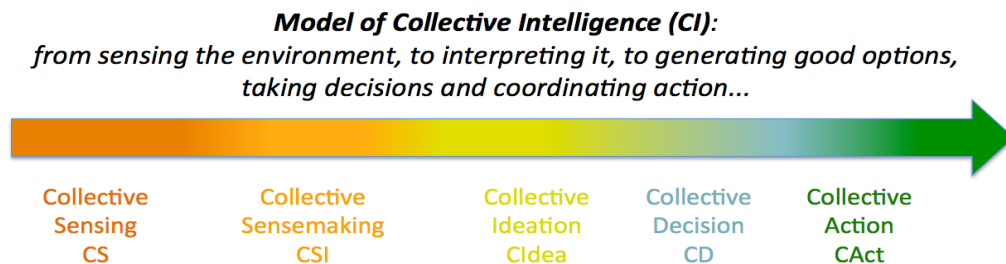 Model of Collective Intelligence (CI):
from sensing the environment, to interpreting it, to generating good options,
taking decisions and coordinating action...
Collective
Sensing
CS
Collective
Sensemaking
CSI
Collective
Ideation
CIdea
Collective
Decision
CD
Collective
Action
CAct